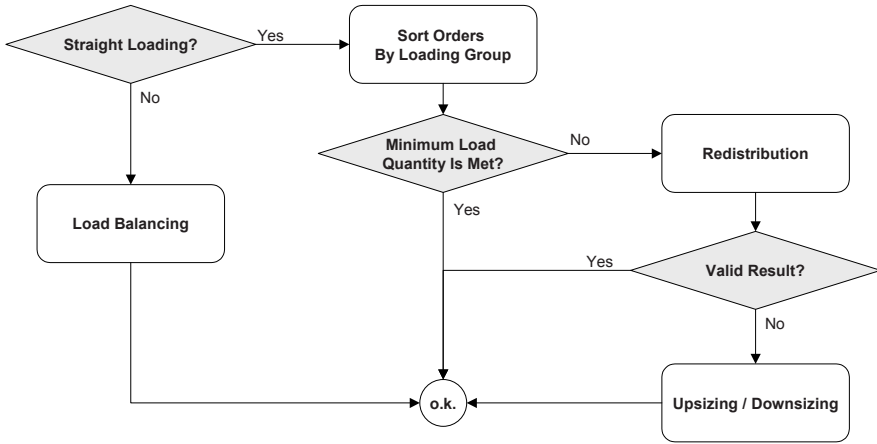 Straight Loading?
Yes
Sort Orders
By Loading Group
No
Minimum Load
Quantity Is Met?
No
Redistribution
Load Balancing
Yes
Yes
Valid Result?
No
o.k.
Upsizing / Downsizing